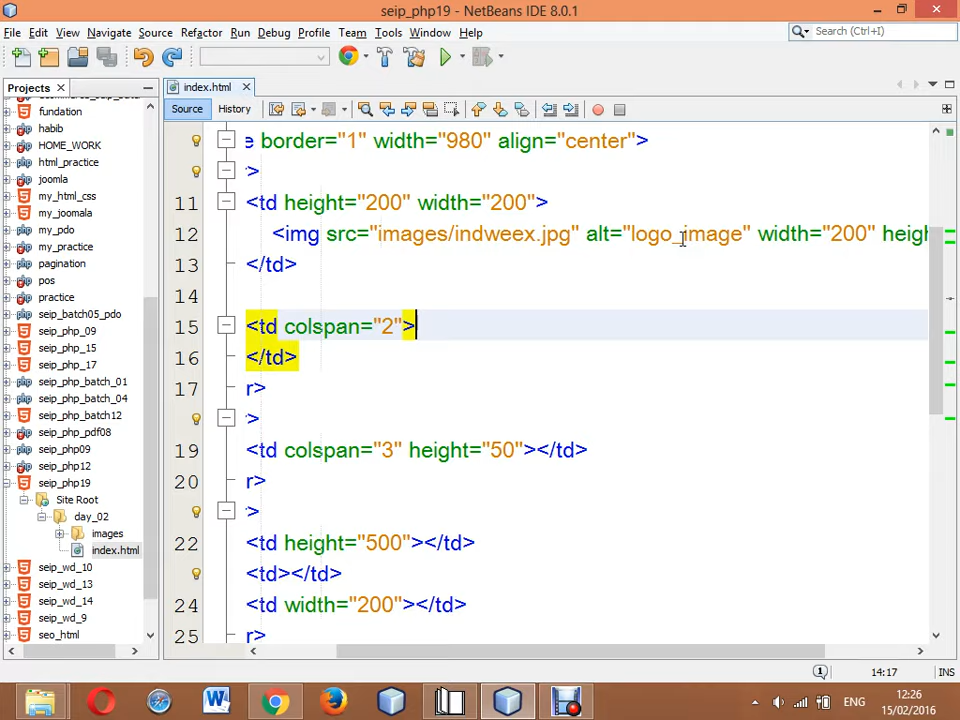 seip_php19 - NetBeans IDE 8.0.1
File Edit View Navigate Source Refactor Run Debug Profile Team Tools Window Help
Search (Ctrl+I)
Projects
index.html
Source History
fundation
habib
HOME_WORK
html_practice
joomla
my_html_css
my_joomala
my_pdo
my_practice
pagination
pos
practice
seip_batch05_pdo
seip_php_09
seip_php_15
seip_php_17
seip_php_batch_01
seip_php_batch_04
seip_php_batch12
seip_php_pdf08
seip_php09
seip_php12
seip_php19
Site Root
day_02
images
index.html
seip_wd_10
seip_wd_13
seip_wd_14
seip_wd_9
seo_html
e border="1" width="980" align="center">
>
11 <td height="200" width="200">
12 <img src="images/indweex.jpg" alt="logo_image" width="200" heigh
13 </td>
14
15 <td colspan="2">
16 </td>
17 r>
>
19 <td colspan="3" height="50"></td>
20 r>
>
22 <td height="500"></td>
<td></td>
24 <td width="200"></td>
25 r>
14:17 INS
ENG
12:26
15/02/2016